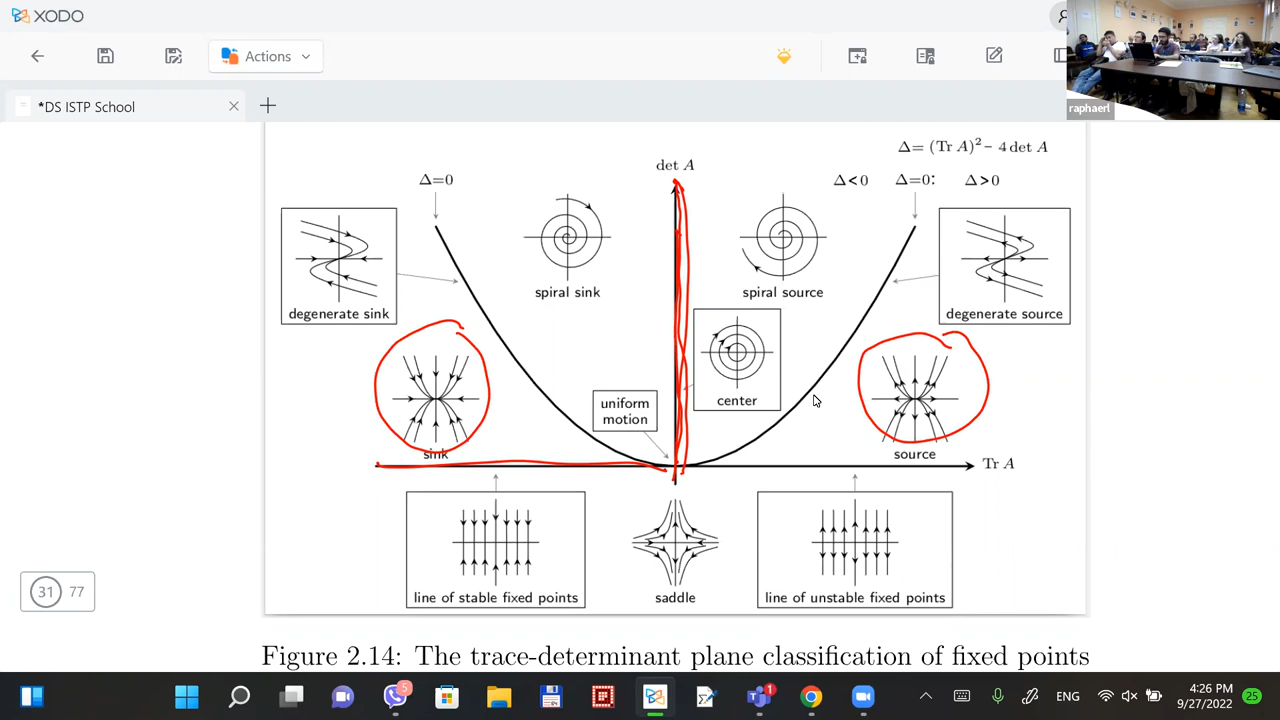 XODO
Actions
*DS ISTP School
raphaerl
Δ= (Tr A)² − 4 det A
det A
Δ=0
Δ<0 Δ=0: Δ>0
spiral sink
spiral source
degenerate sink
degenerate source
uniform
motion
center
sink
source
Tr A
line of stable fixed points
saddle
line of unstable fixed points
31 77
Figure 2.14: The trace-determinant plane classification of fixed points
5
1
ENG
4:26 PM
9/27/2022
25